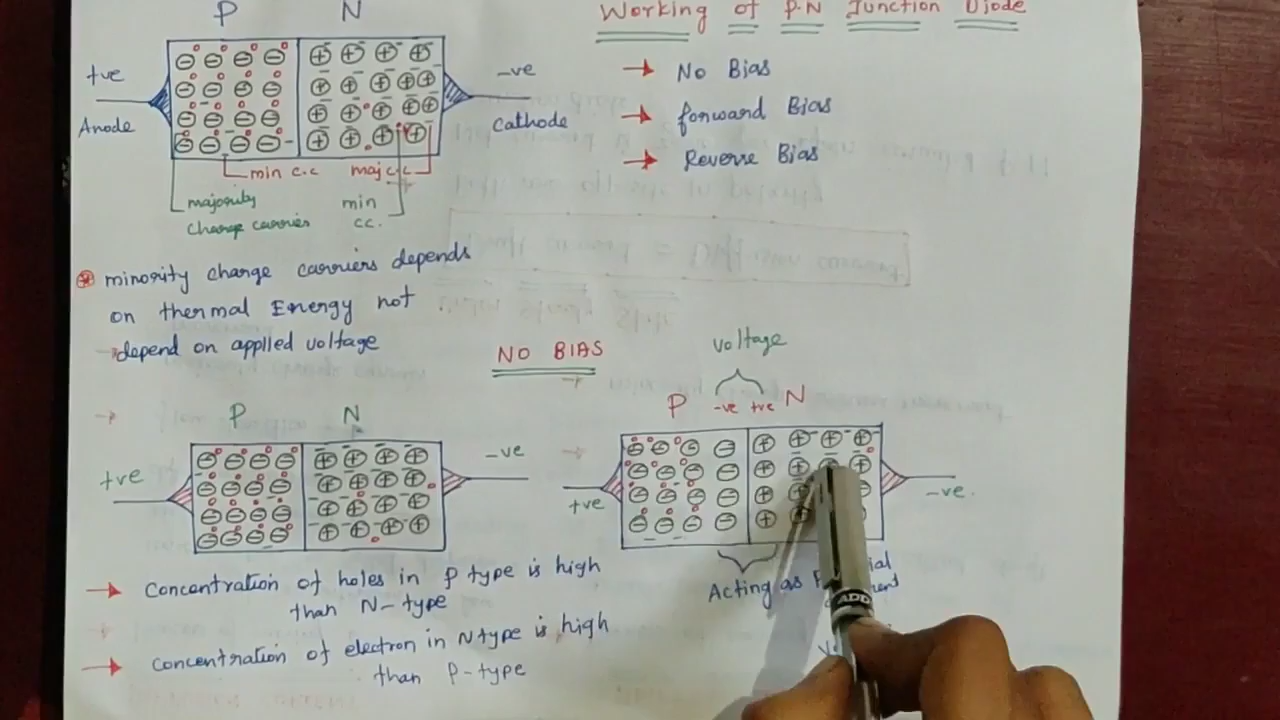 P N
Working of P-N Junction Diode
+ve
Anode
-ve
Cathode
→ No Bias
→ forward Bias
→ Reverse Bias
min c.c
maj c.c
majority
charge carrier
min
cc.
minority charge carriers depends
on thermal Energy not
depend on applied voltage
NO BIAS
P N
+ve
-ve
voltage
P -ve +ve N
+ve
-ve
→ Concentration of holes in P type is high
than N-type
→ concentration of electron in N type is high
than P-type
Acting as